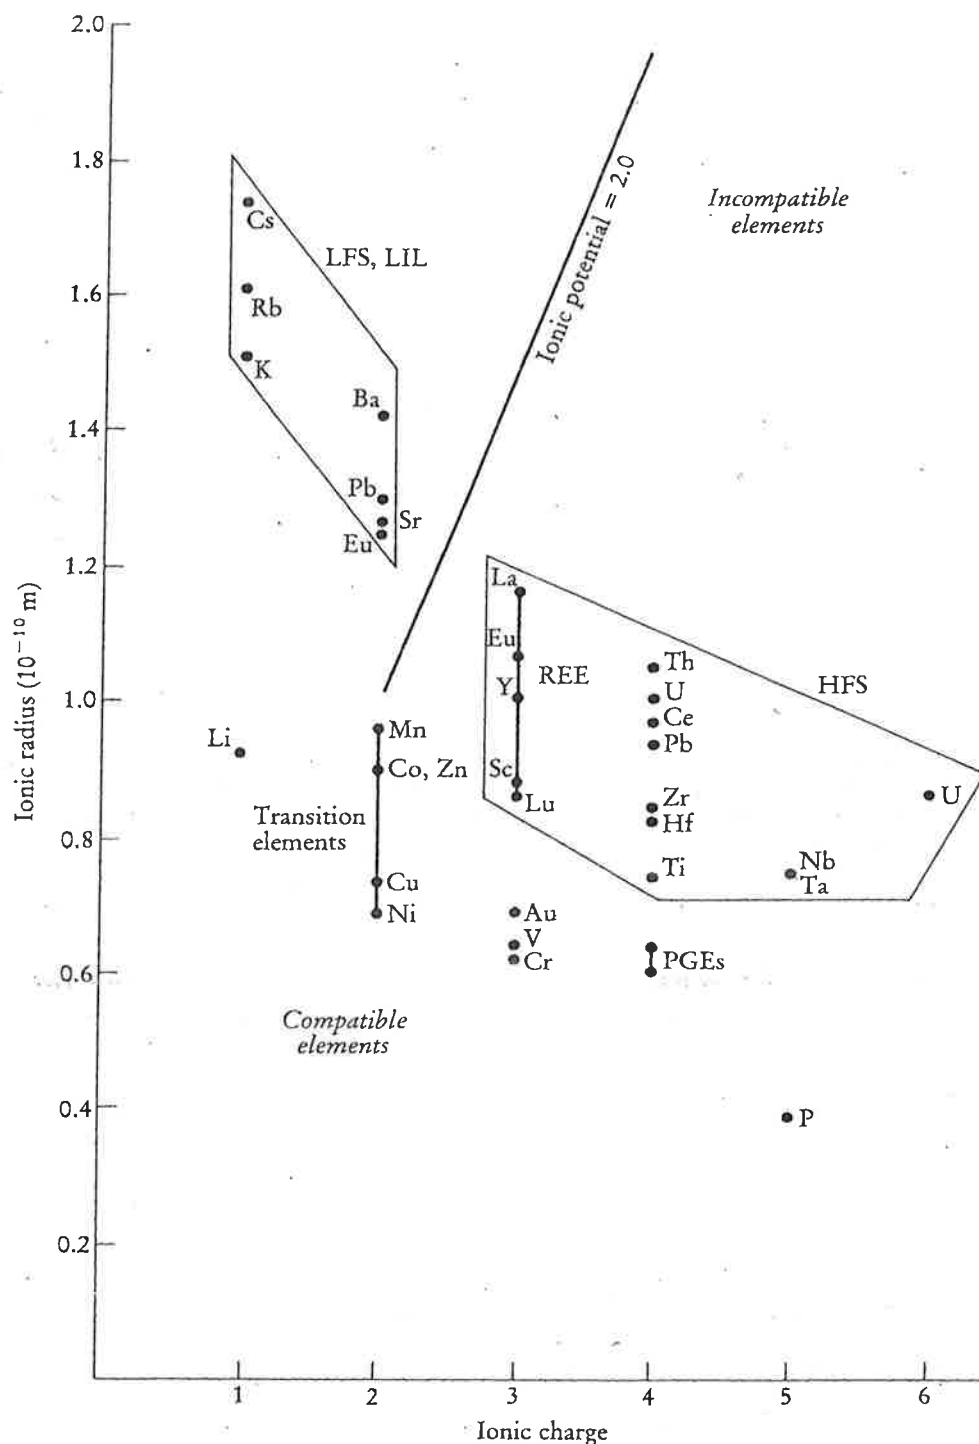 2.0
1.8
1.6
1.4
1.2
1.0
0.8
0.6
0.4
0.2
Ionic radius (10⁻¹⁰ m)
Cs
Rb
K
LFS, LIL
Ba
Pb
Sr
Eu
Ionic potential = 2.0
Incompatible
elements
La
Eu
Y
REE
Sc
Lu
Th
U
Ce
Pb
Zr
Hf
Ti
HFS
U
Nb
Ta
Li
Mn
Co, Zn
Transition
elements
Cu
Ni
Au
V
Cr
PGEs
Compatible
elements
P
1 2 3 4 5 6
Ionic charge